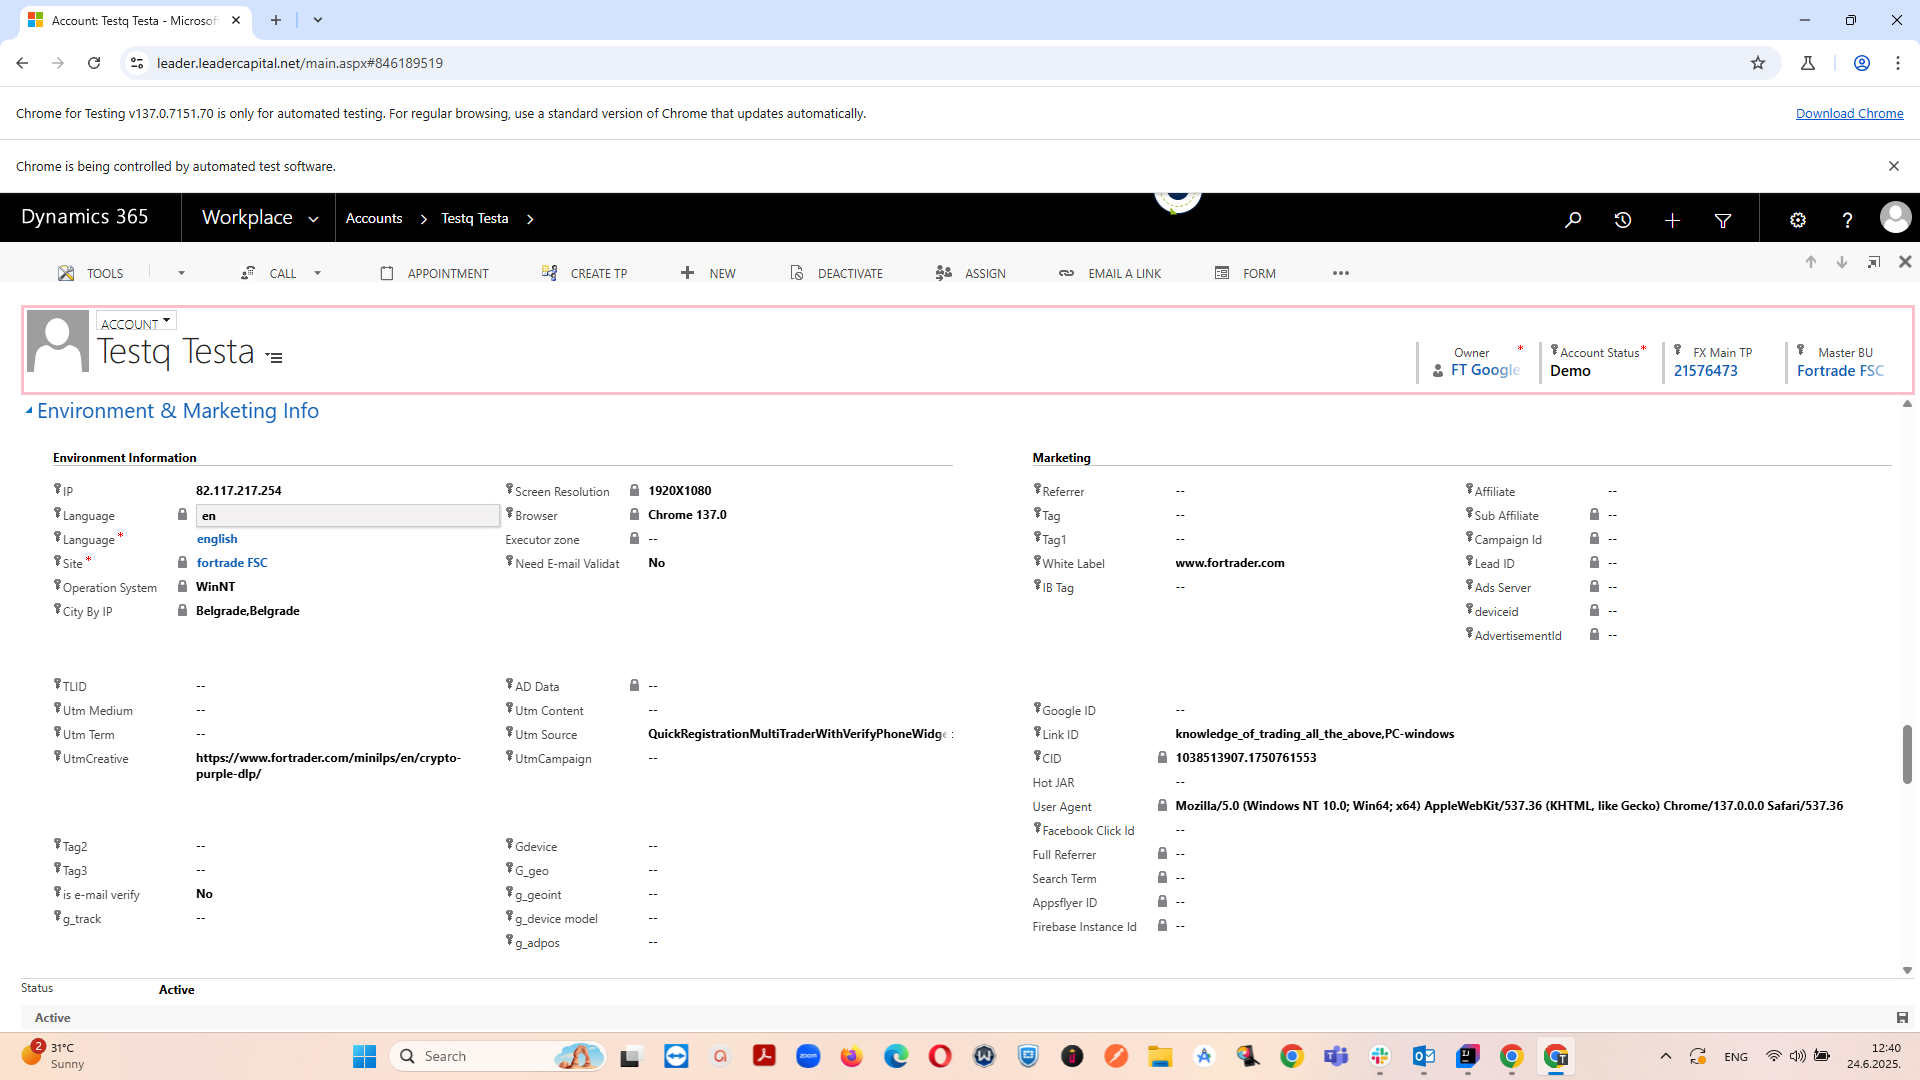 Account: Testq Testa - Microsof
leader.leadercapital.net/main.aspx#846189519
Chrome for Testing v137.0.7151.70 is only for automated testing. For regular browsing, use a standard version of Chrome that updates automatically.
Download Chrome
Chrome is being controlled by automated test software.
Dynamics 365
Workplace
Accounts
Testq Testa
TOOLS
CALL
APPOINTMENT
CREATE TP
NEW
DEACTIVATE
ASSIGN
EMAIL A LINK
FORM
ACCOUNT
Testq Testa
Owner *
FT Google
Account Status *
Demo
FX Main TP
21576473
Master BU
Fortrade FSC
Environment & Marketing Info
Environment Information
IP 82.117.217.254
Language en
Language * english
Site * fortrade FSC
Operation System WinNT
City By IP Belgrade,Belgrade
Screen Resolution 1920X1080
Browser Chrome 137.0
Executor zone --
Need E-mail Validat No
Marketing
Referrer --
Tag --
Tag1 --
White Label www.fortrader.com
IB Tag --
Affiliate --
Sub Affiliate --
Campaign Id --
Lead ID --
Ads Server --
deviceid --
AdvertisementId --
TLID --
Utm Medium --
Utm Term --
UtmCreative https://www.fortrader.com/minilps/en/crypto-
purple-dlp/
AD Data --
Utm Content --
Utm Source QuickRegistrationMultiTraderWithVerifyPhoneWidge
UtmCampaign --
Google ID --
Link ID knowledge_of_trading_all_the_above,PC-windows
CID 1038513907.1750761553
Hot JAR --
User Agent Mozilla/5.0 (Windows NT 10.0; Win64; x64) AppleWebKit/537.36 (KHTML, like Gecko) Chrome/137.0.0.0 Safari/537.36
Facebook Click Id --
Full Referrer --
Search Term --
Appsflyer ID --
Firebase Instance Id --
Tag2 --
Tag3 --
is e-mail verify No
g_track --
Gdevice --
G_geo --
g_geoint --
g_device model --
g_adpos --
Status Active
Active
2
31°C
Sunny
Search
zoom
ENG
12:40
24.6.2025.